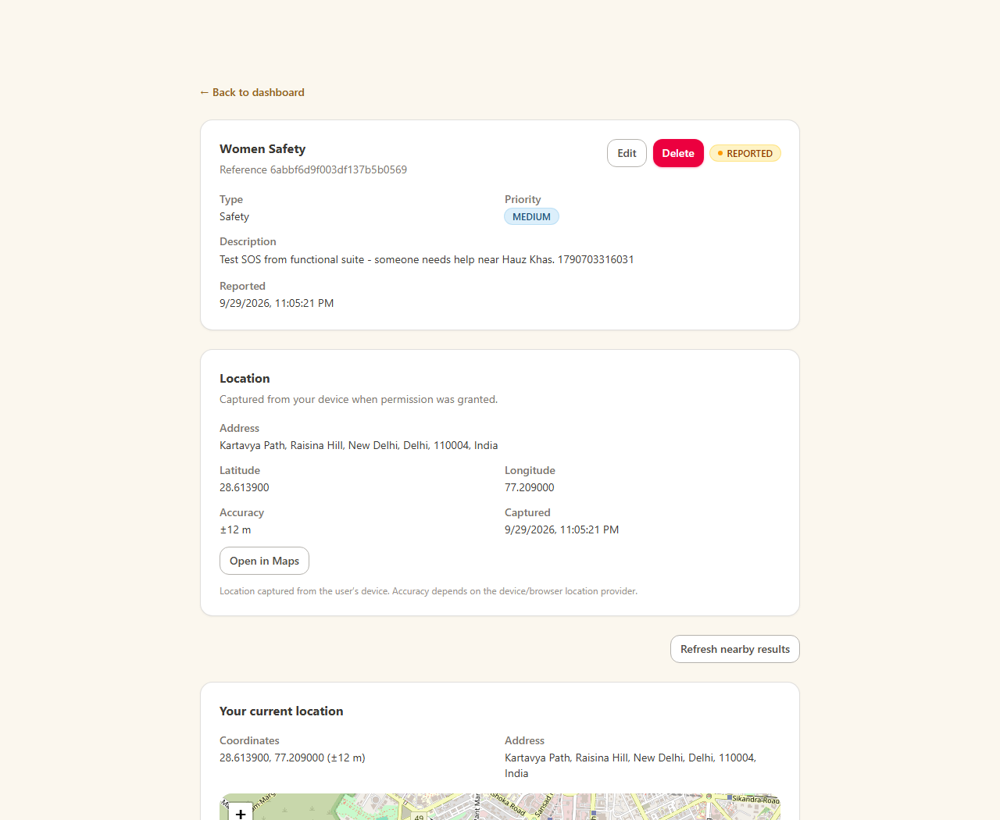 ← Back to dashboard
Women Safety
Edit
Delete
REPORTED
Reference 6abbf6d9f003df137b5b0569
Type
Priority
Safety
MEDIUM
Description
Test SOS from functional suite - someone needs help near Hauz Khas. 1790703316031
Reported
9/29/2026, 11:05:21 PM
Location
Captured from your device when permission was granted.
Address
Kartavya Path, Raisina Hill, New Delhi, Delhi, 110004, India
Latitude
Longitude
28.613900
77.209000
Accuracy
Captured
±12 m
9/29/2026, 11:05:21 PM
Open in Maps
Location captured from the user's device. Accuracy depends on the device/browser location provider.
Refresh nearby results
Your current location
Coordinates
Address
28.613900, 77.209000 (±12 m)
Kartavya Path, Raisina Hill, New Delhi, Delhi, 110004,
India
+
49
Sikandra Road